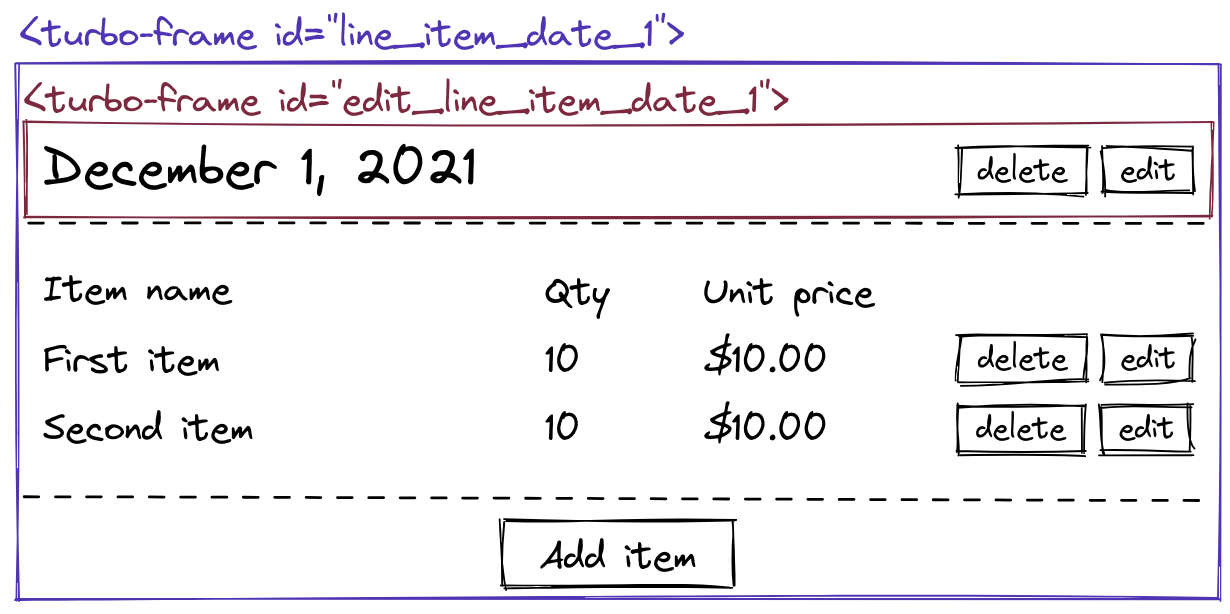 <turbo-frame id="line_item_date_1">
<turbo-frame id="edit_line_item_date_1">
December 1, 2021 delete edit
Item name Qty Unit price
First item 10 $10.00 delete edit
Second item 10 $10.00 delete edit
Add item